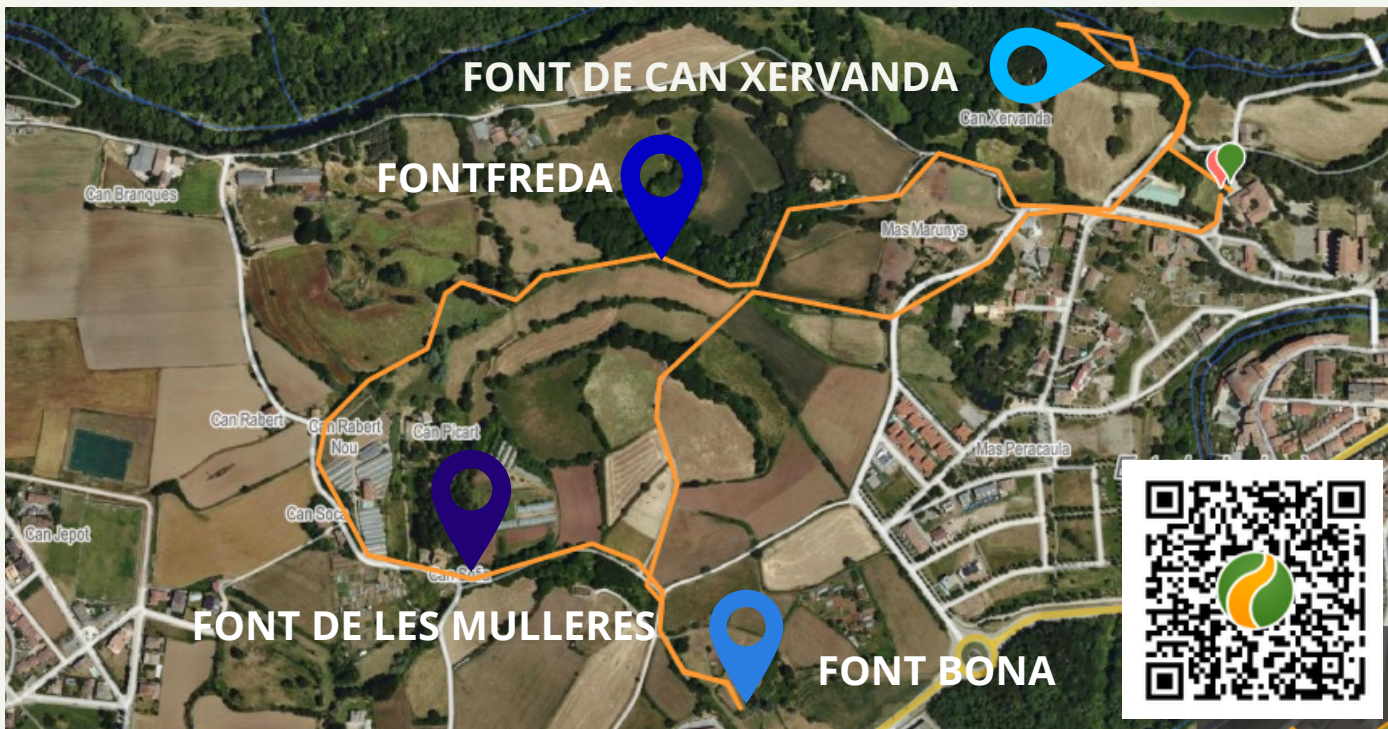 FONT DE CAN XERVANDA
Can Xervanda
FONTFREDA
Can Branques
Mas Marunys
Can Rabert
Can Rabert
Nou
Can Picart
Mas Peracaula
Can Soca
Can Jepot
FONT DE LES MULLERES
FONT BONA